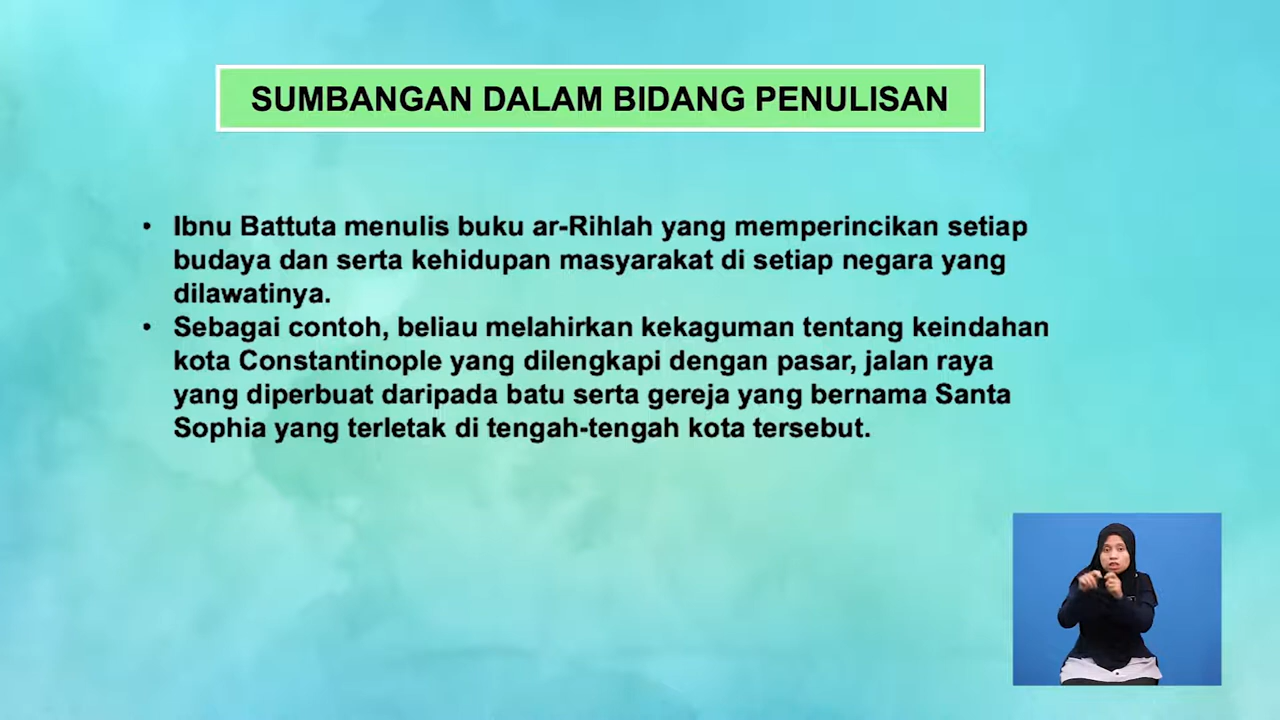 SUMBANGAN DALAM BIDANG PENULISAN
• Ibnu Battuta menulis buku ar-Rihlah yang memperincikan setiap
budaya dan serta kehidupan masyarakat di setiap negara yang
dilawatinya.
• Sebagai contoh, beliau melahirkan kekaguman tentang keindahan
kota Constantinople yang dilengkapi dengan pasar, jalan raya
yang diperbuat daripada batu serta gereja yang bernama Santa
Sophia yang terletak di tengah-tengah kota tersebut.